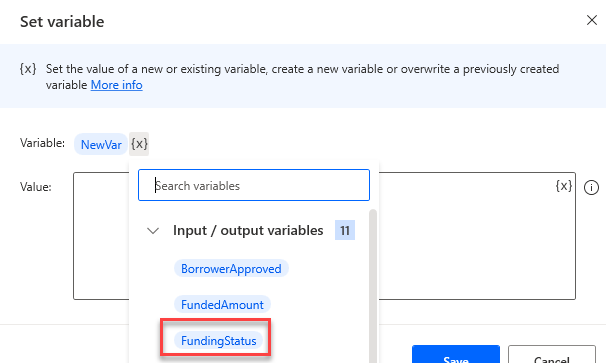 Set variable
{x} Set the value of a new or existing variable, create a new variable or overwrite a previously created
variable More info
Variable: NewVar {x}
Value: {x}
Search variables
Input / output variables 11
BorrowerApproved
FundedAmount
FundingStatus
Save Cancel